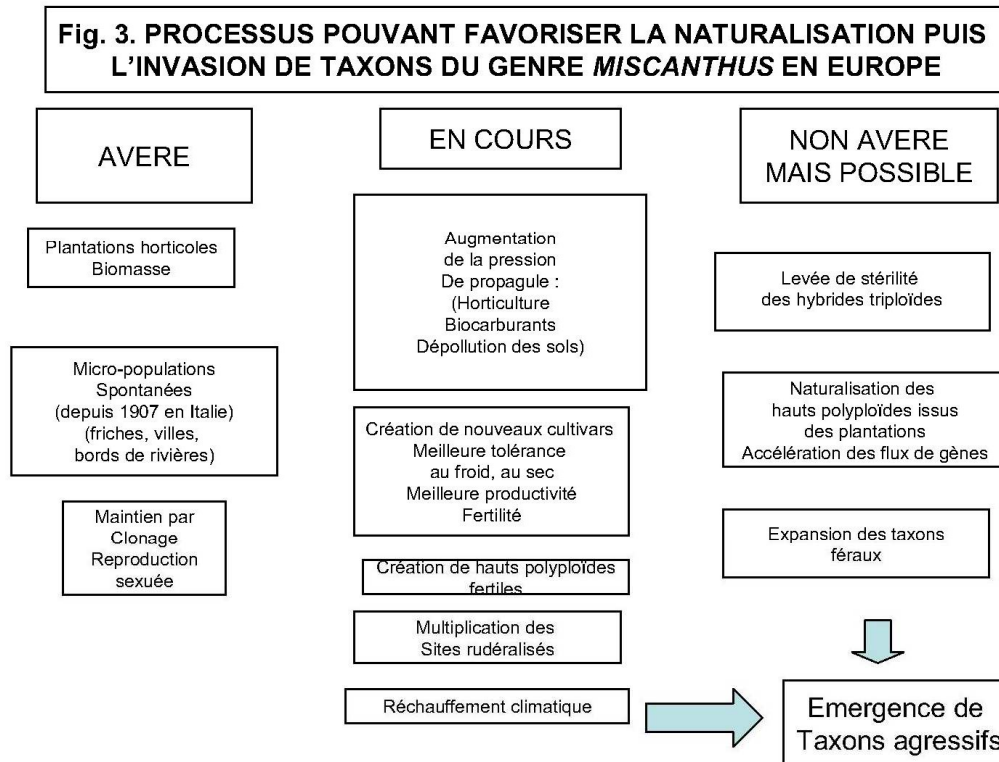 Fig. 3. PROCESSUS POUVANT FAVORISER LA NATURALISATION PUIS
L'INVASION DE TAXONS DU GENRE MISCANTHUS EN EUROPE
AVERE
Plantations horticoles
Biomasse
Micro-populations
Spontanées
(depuis 1907 en Italie)
(friches, villes,
bords de rivières)
Maintien par
Clonage
Reproduction
sexuée
EN COURS
Augmentation
de la pression
De propagule :
(Horticulture
Biocarburants
Dépollution des sols)
Création de nouveaux cultivars
Meilleure tolérance
au froid, au sec
Meilleure productivité
Fertilité
Création de hauts polyploïdes
fertiles
Multiplication des
Sites rudéralisés
Réchauffement climatique
NON AVERE
MAIS POSSIBLE
Levée de stérilité
des hybrides triploïdes
Naturalisation des
hauts polyploïdes issus
des plantations
Accélération des flux de gènes
Expansion des taxons
féraux
Emergence de
Taxons agressifs